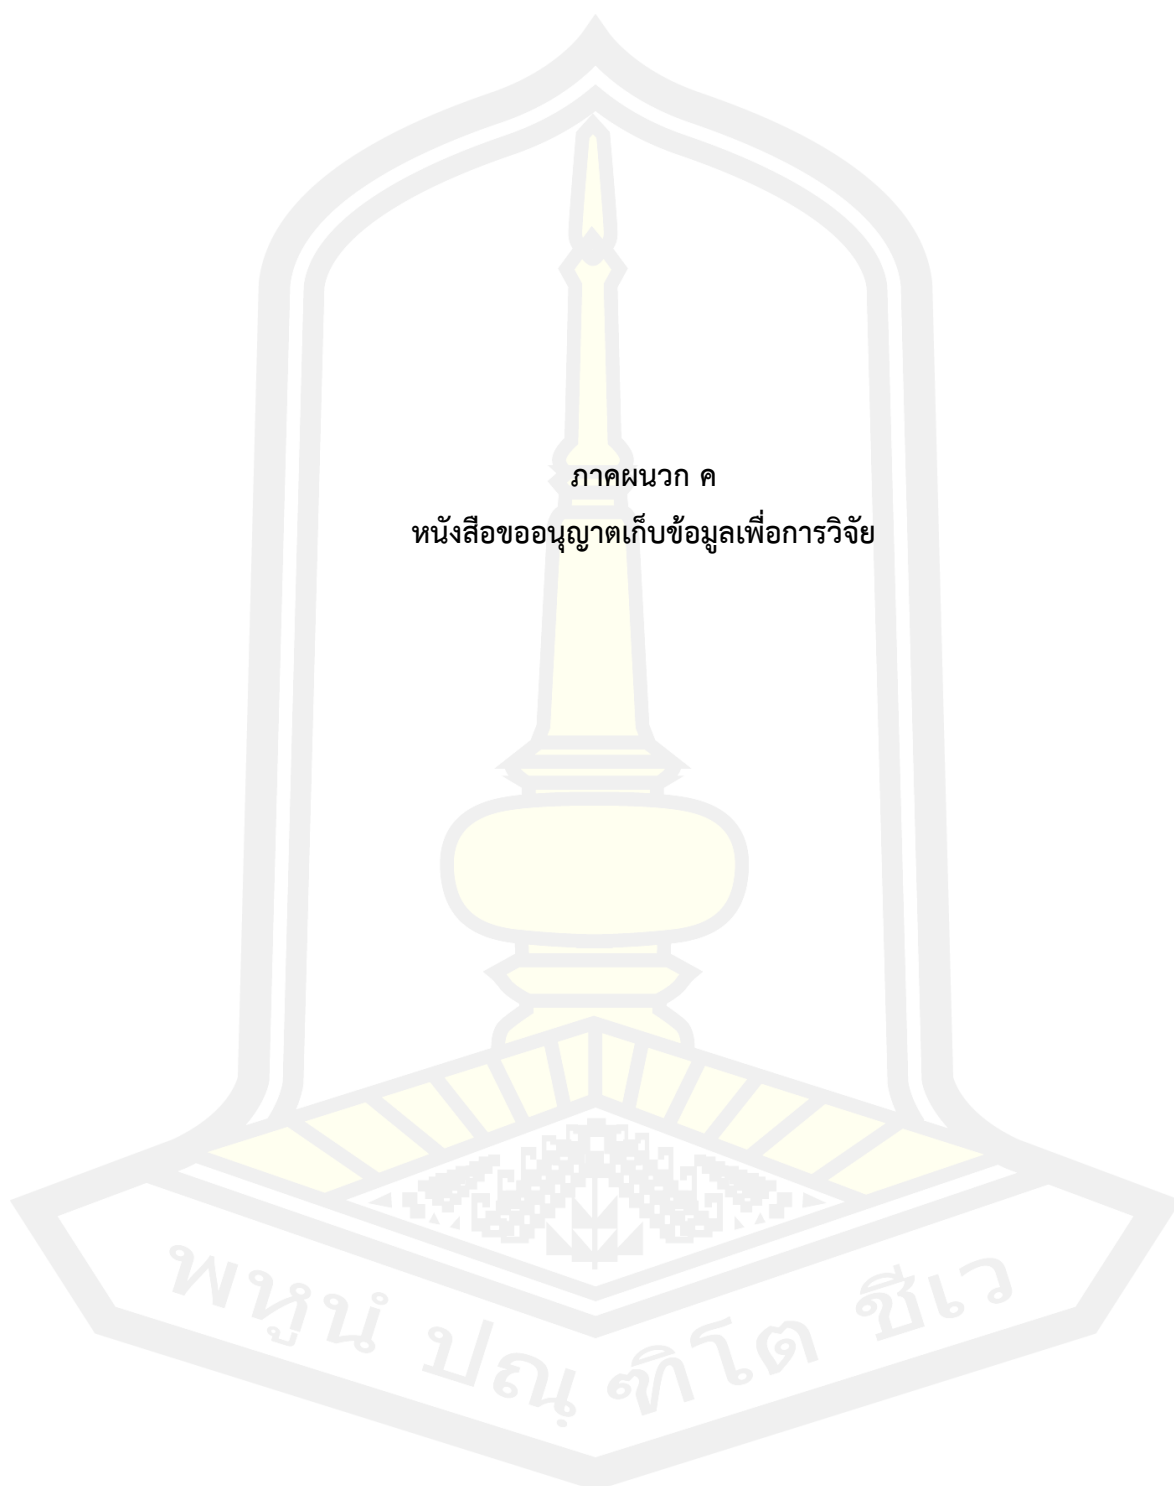 ภาคผนวก ค
หนังสือขออนุญาตเก็บข้อมูลเพื่อการวิจัย
พหูนํ ปณฺฑิโต ชีเว